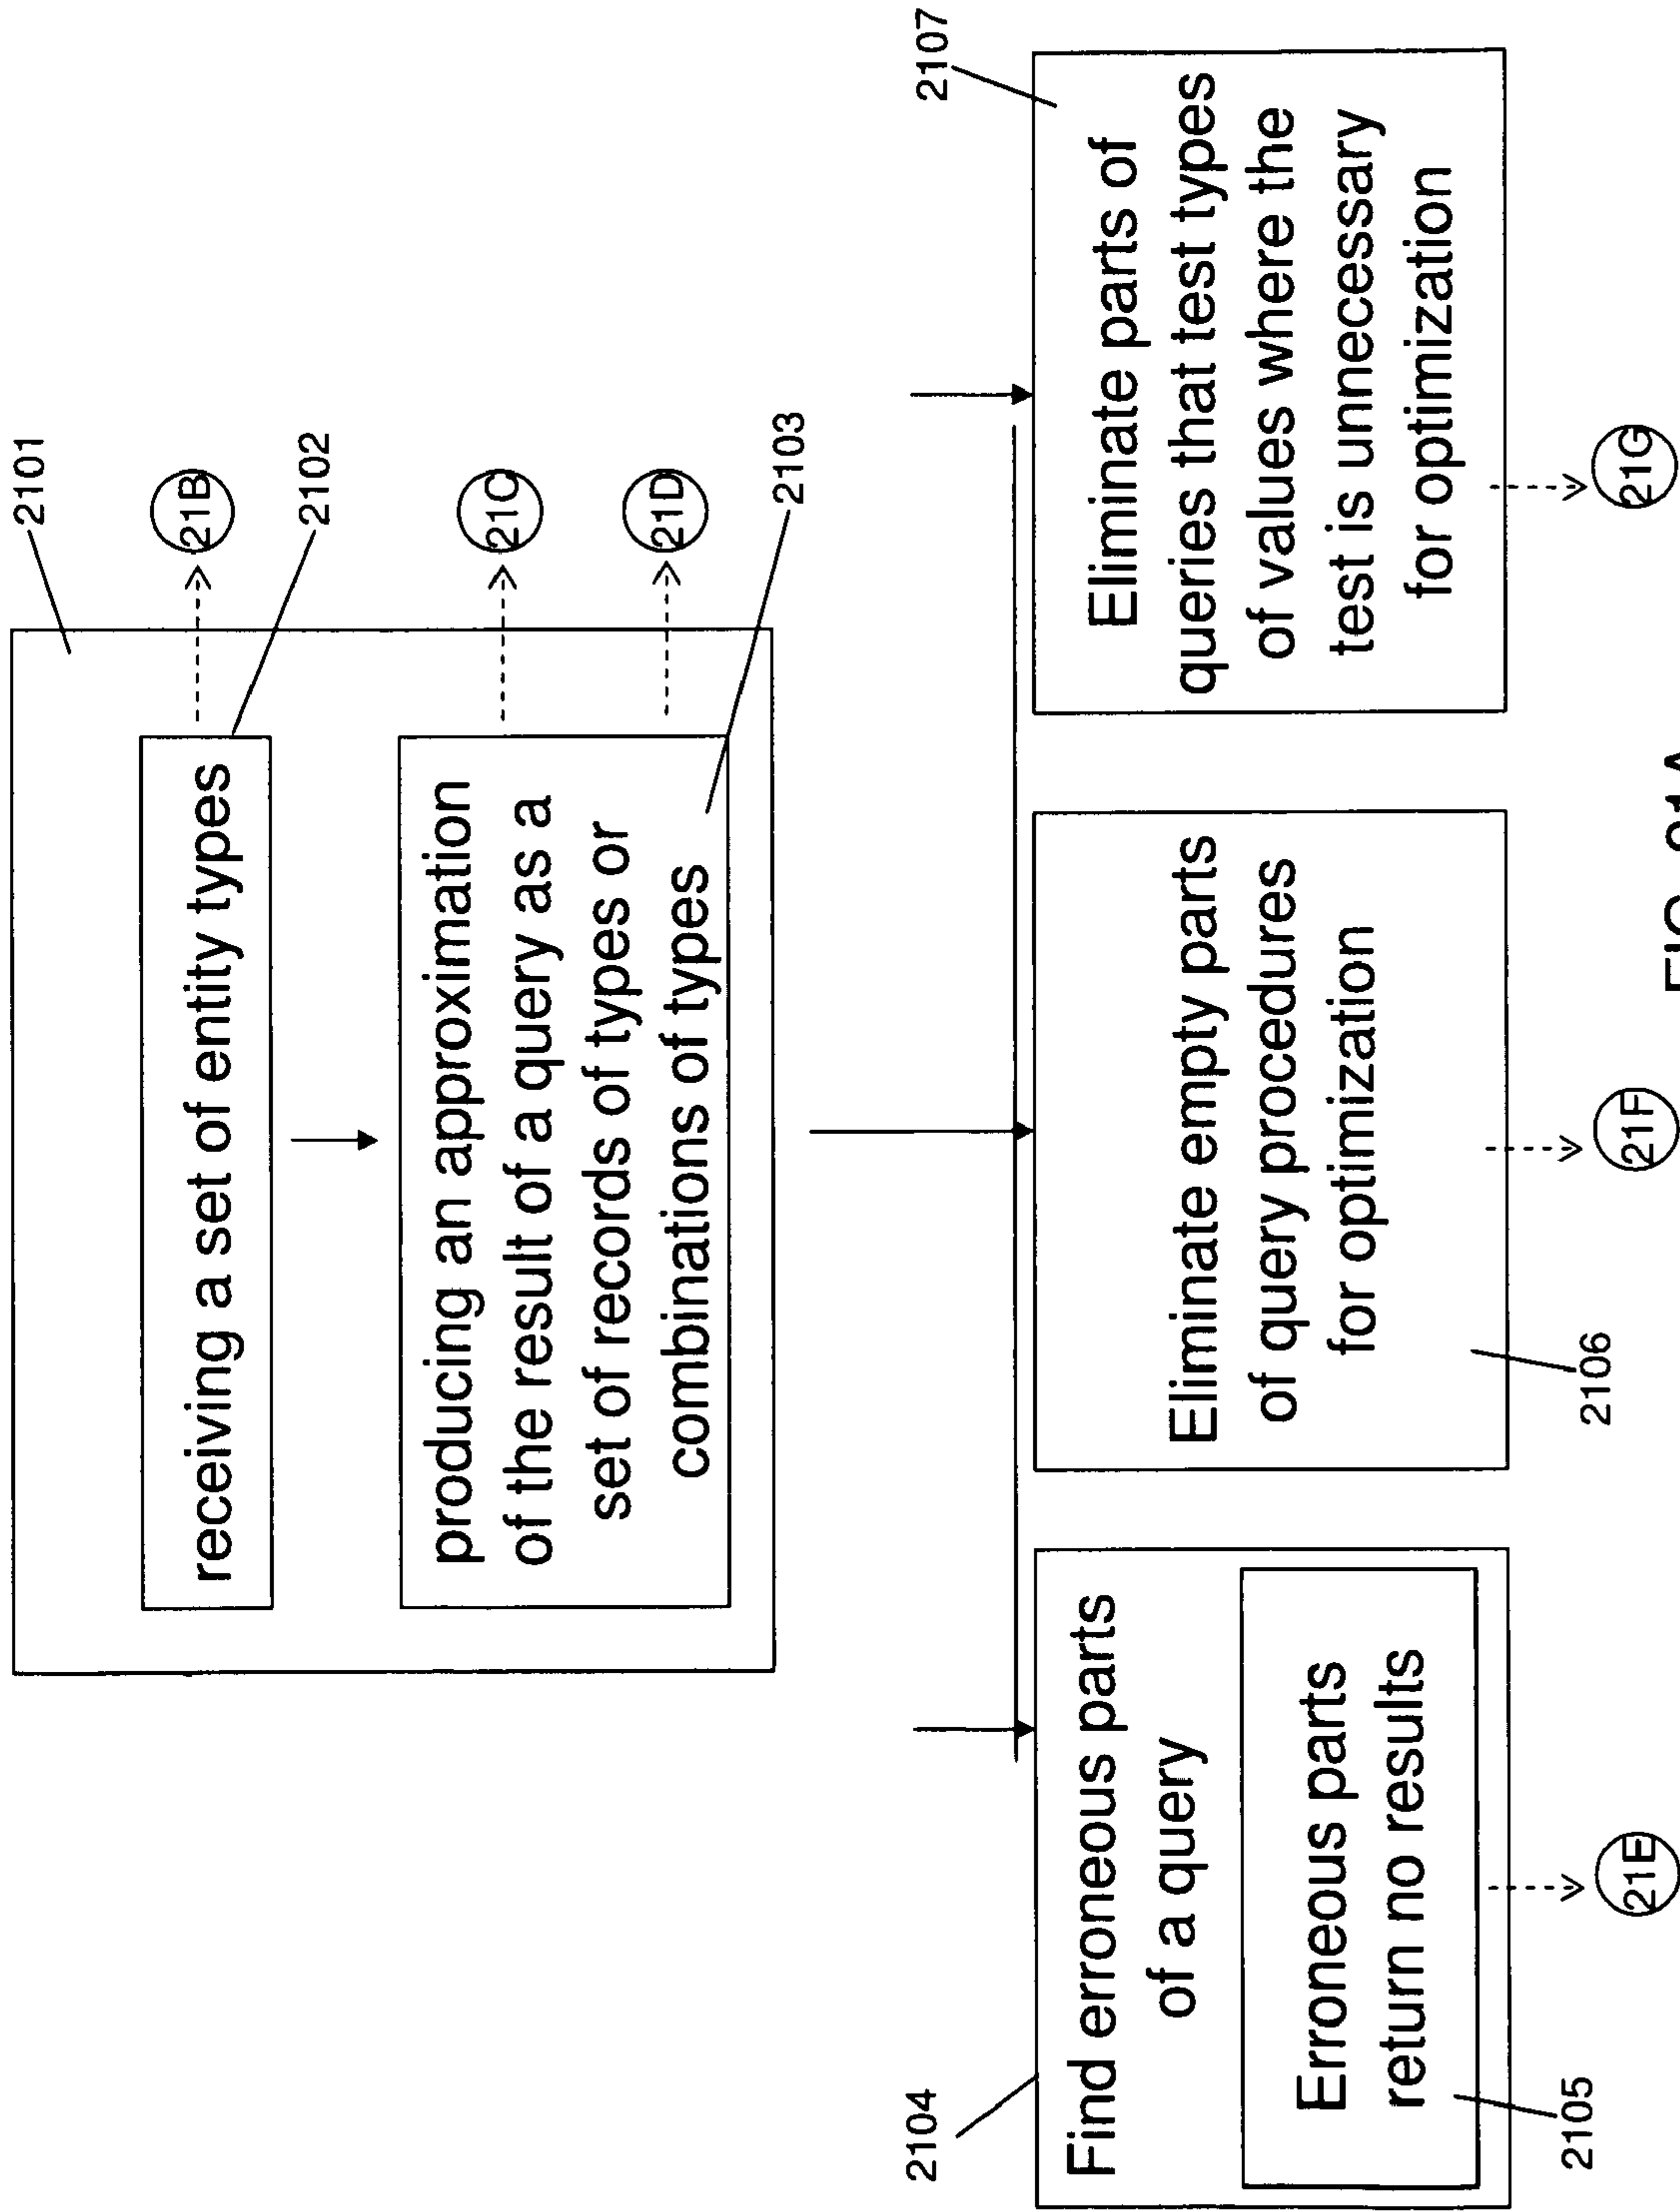 2101
receiving a set of entity types
21B
2102
producing an approximation
of the result of a query as a
set of records of types or
combinations of types
21C
21D
2103
2104
Find erroneous parts
of a query
Erroneous parts
return no results
2105
21E
Eliminate empty parts
of query procedures
for optimization
2106
21F
2107
Eliminate parts of
queries that test types
of values where the
test is unnecessary
for optimization
21G